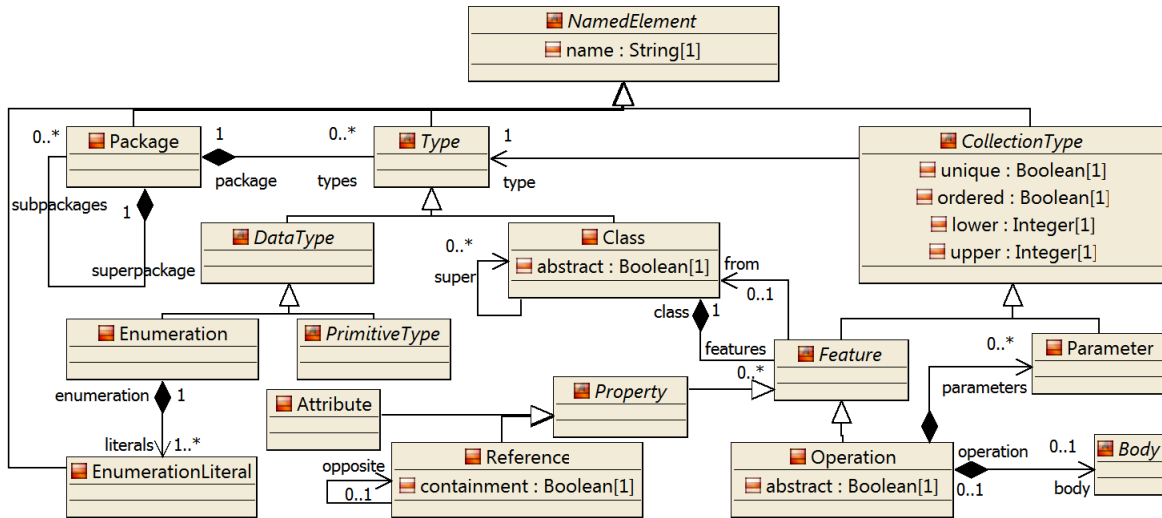 NamedElement
name : String[1]
0..*
Package
1
package
0..*
types
Type
1
type
CollectionType
unique : Boolean[1]
ordered : Boolean[1]
lower : Integer[1]
upper : Integer[1]
subpackages
1
superpackage
DataType
0..*
super
Class
abstract : Boolean[1]
from
0..1
class
1
features
0..*
Enumeration
PrimitiveType
Feature
0..*
parameters
Parameter
enumeration
1
literals
1..*
EnumerationLiteral
Attribute
Property
opposite
0..1
Reference
containment : Boolean[1]
Operation
abstract : Boolean[1]
operation
0..1
0..1
body
Body